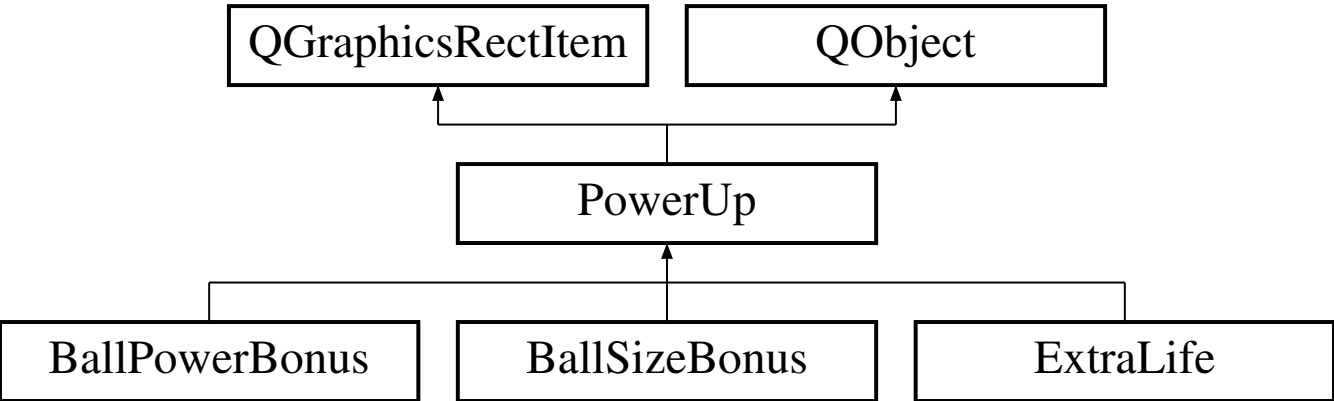 QGraphicsRectItem
QObject
PowerUp
BallPowerBonus
BallSizeBonus
ExtraLife